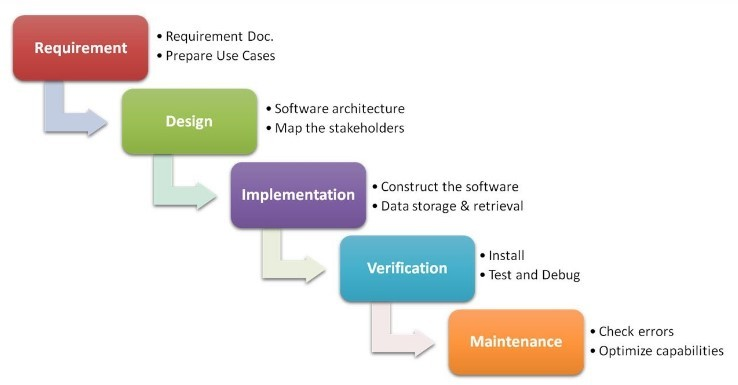 Requirement
• Requirement Doc.
• Prepare Use Cases
Design
• Software architecture
• Map the stakeholders
Implementation
• Construct the software
• Data storage & retrieval
Verification
• Install
• Test and Debug
Maintenance
• Check errors
• Optimize capabilities